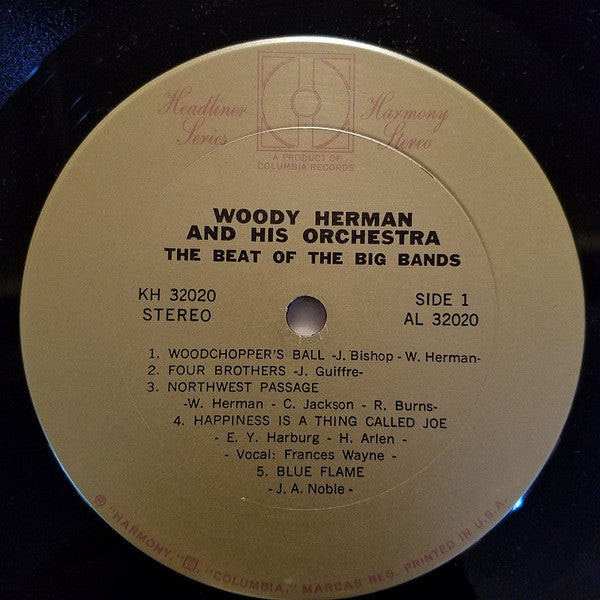 Headliner
Series
Harmony
Stereo
A PRODUCT OF
COLUMBIA RECORDS
WOODY HERMAN
AND HIS ORCHESTRA
THE BEAT OF THE BIG BANDS
KH 32020
STEREO
SIDE 1
AL 32020
1. WOODCHOPPER'S BALL -J. Bishop - W. Herman-
2. FOUR BROTHERS -J. Guiffre-
3. NORTHWEST PASSAGE
-W. Herman - C. Jackson - R. Burns-
4. HAPPINESS IS A THING CALLED JOE
- E. Y. Harburg - H. Arlen -
- Vocal: Frances Wayne -
5. BLUE FLAME
- J. A. Noble -
® "HARMONY," "COLUMBIA," MARCAS REG. PRINTED IN U.S.A.